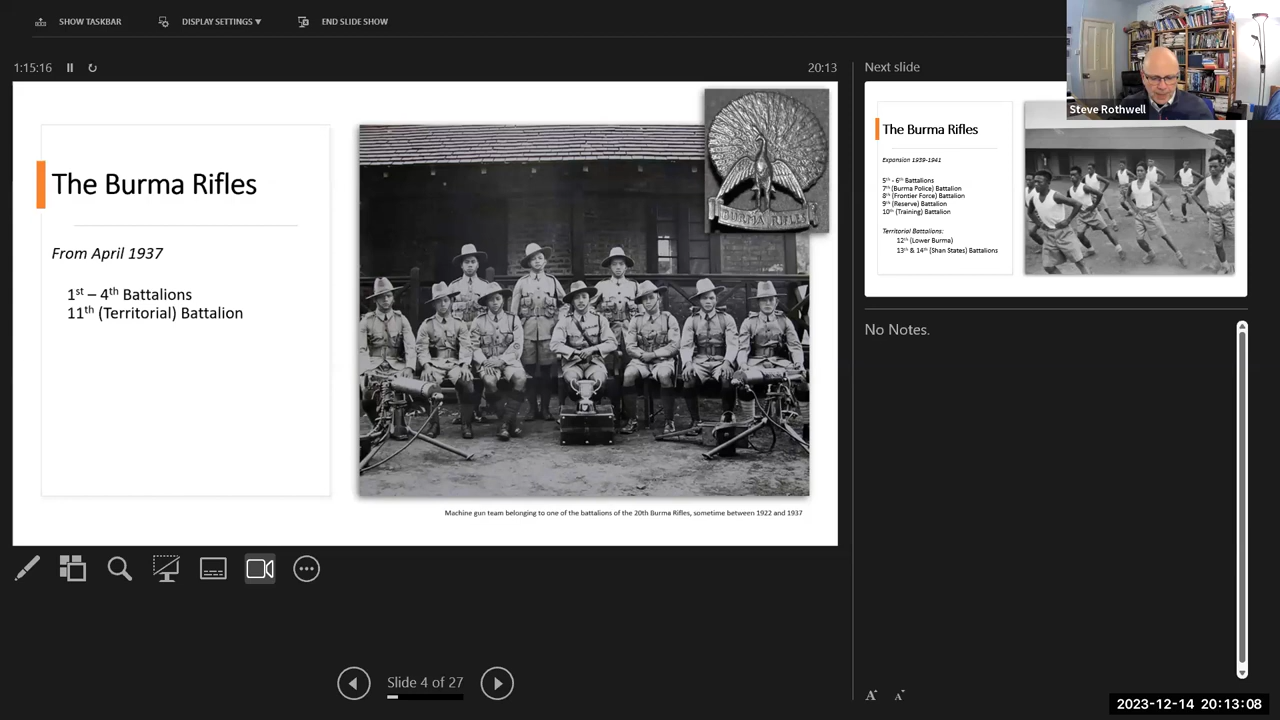 SHOW TASKBAR
DISPLAY SETTINGS ▼
END SLIDE SHOW
1:15:16
20:13
Next slide
Steve Rothwell
BURMA RIFLES
The Burma Rifles
From April 1937
1st – 4th Battalions
11th (Territorial) Battalion
Machine gun team belonging to one of the battalions of the 20th Burma Rifles, sometime between 1922 and 1937
The Burma Rifles
Expansion 1939-1941
5th - 6th Battalions
7th (Burma Police) Battalion
8th (Frontier Force) Battalion
9th (Reserve) Battalion
10th (Training) Battalion
Territorial Battalions:
12th (Lower Burma)
13th & 14th (Shan States) Battalions
No Notes.
Slide 4 of 27
A A
2023-12-14 20:13:08